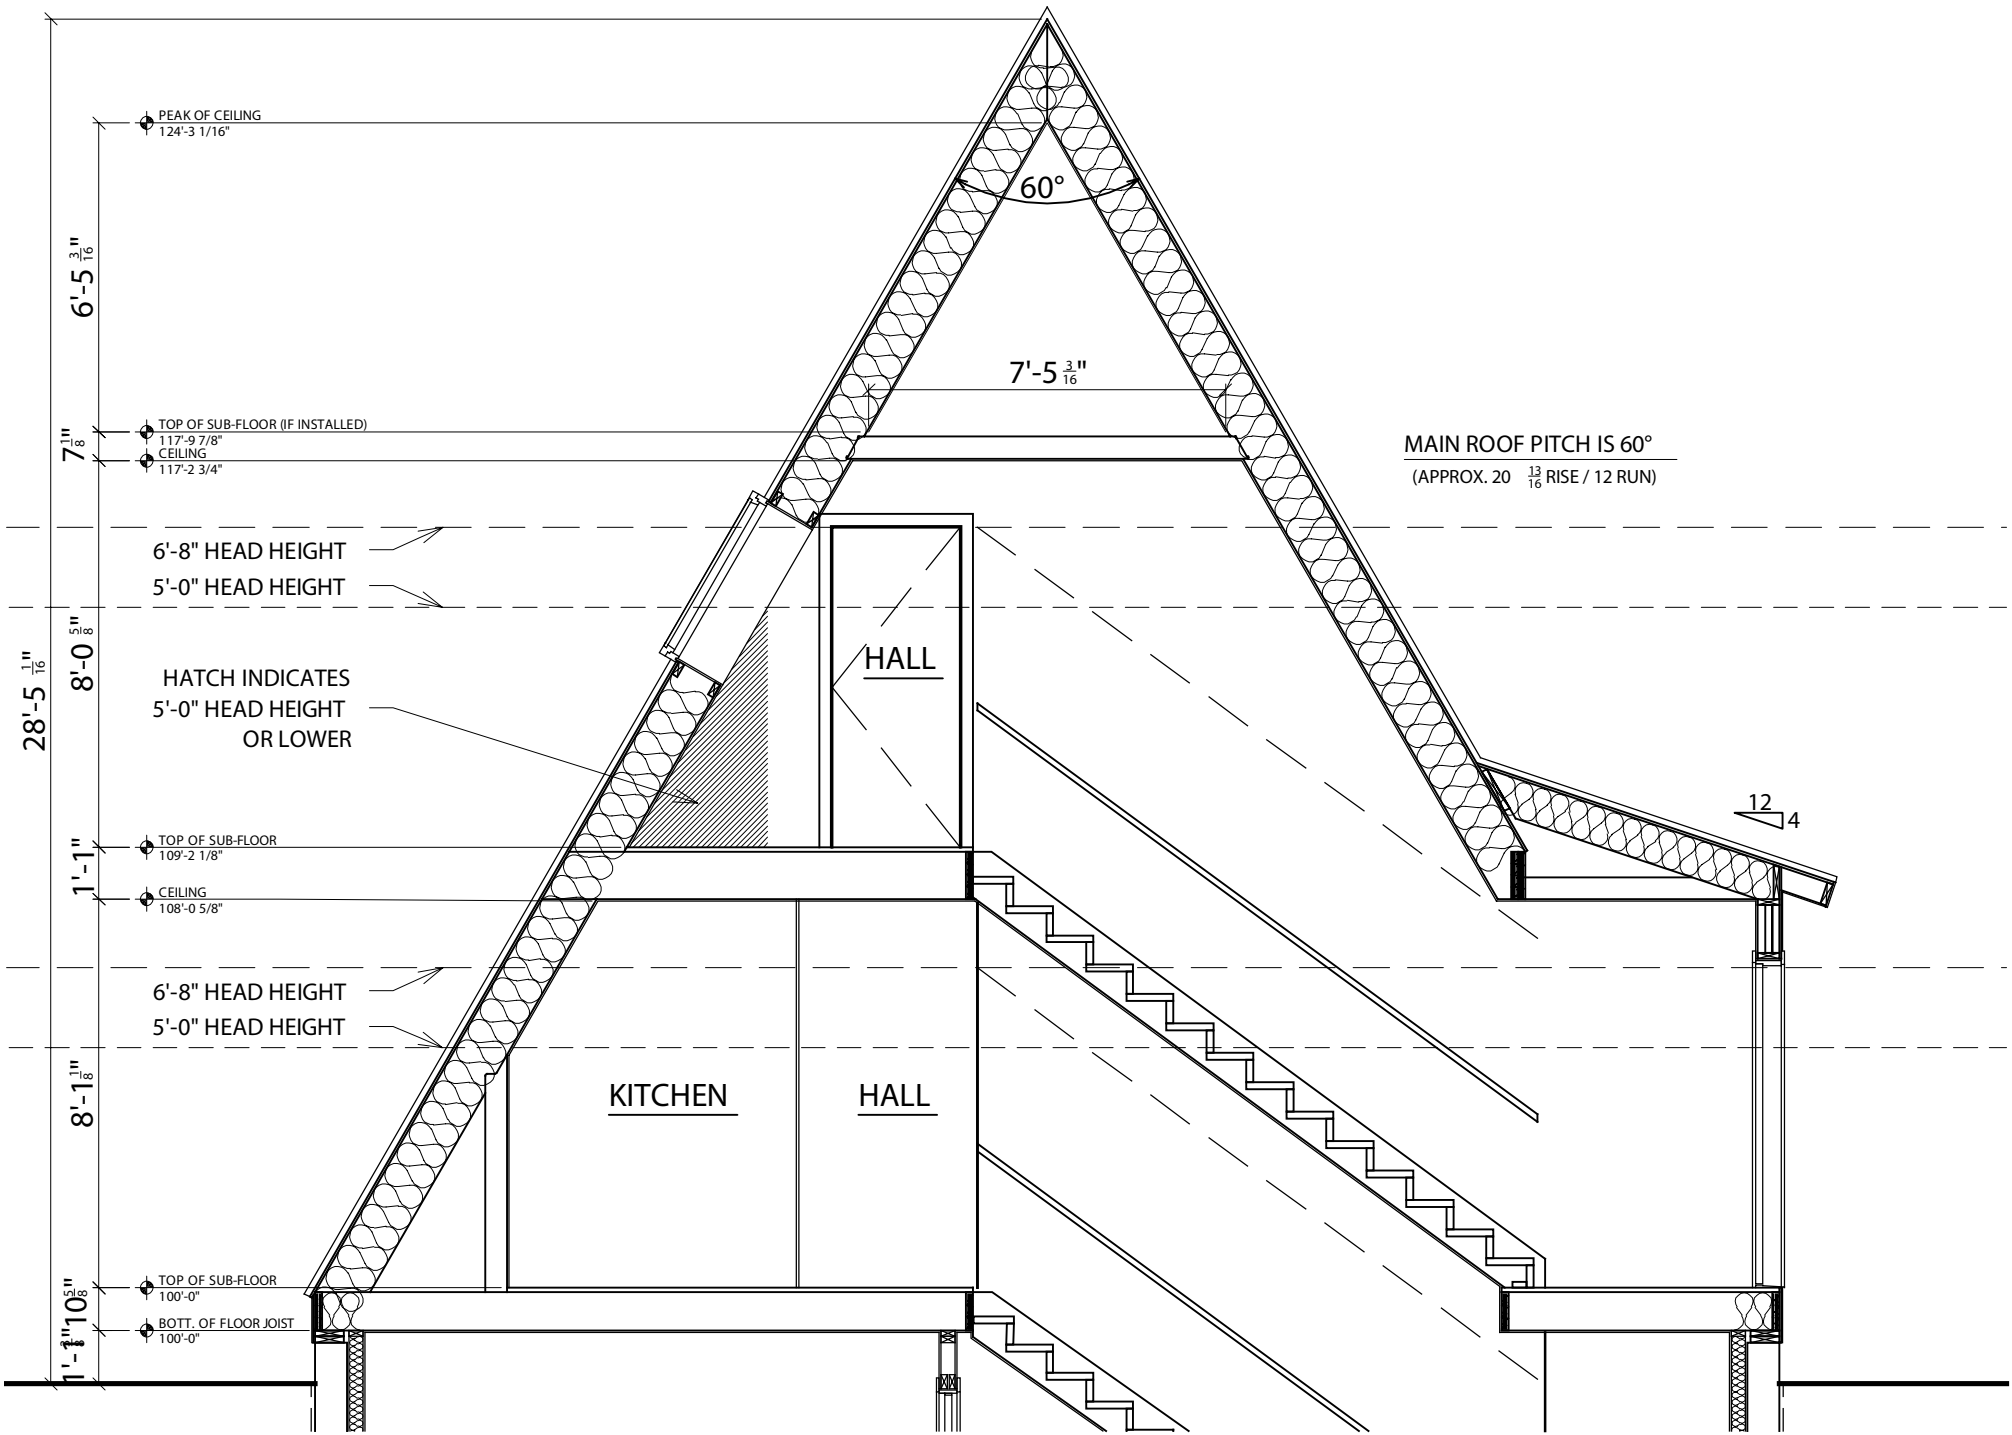 PEAK OF CEILING
124'-3 1/16"
60°
6'-5 3/16"
7'-5 3/16"
TOP OF SUB-FLOOR (IF INSTALLED)
117'-9 7/8"
7 1/8"
CEILING
117'-2 3/4"
MAIN ROOF PITCH IS 60°
(APPROX. 20 13/16 RISE / 12 RUN)
6'-8" HEAD HEIGHT
5'-0" HEAD HEIGHT
8'-0 5/8"
28'-5 1/16"
HALL
HATCH INDICATES
5'-0" HEAD HEIGHT
OR LOWER
12
4
TOP OF SUB-FLOOR
109'-2 1/8"
1'-1"
CEILING
108'-0 5/8"
6'-8" HEAD HEIGHT
5'-0" HEAD HEIGHT
8'-1 1/8"
KITCHEN
HALL
TOP OF SUB-FLOOR
100'-0"
10 5/8"
BOTT. OF FLOOR JOIST
100'-0"